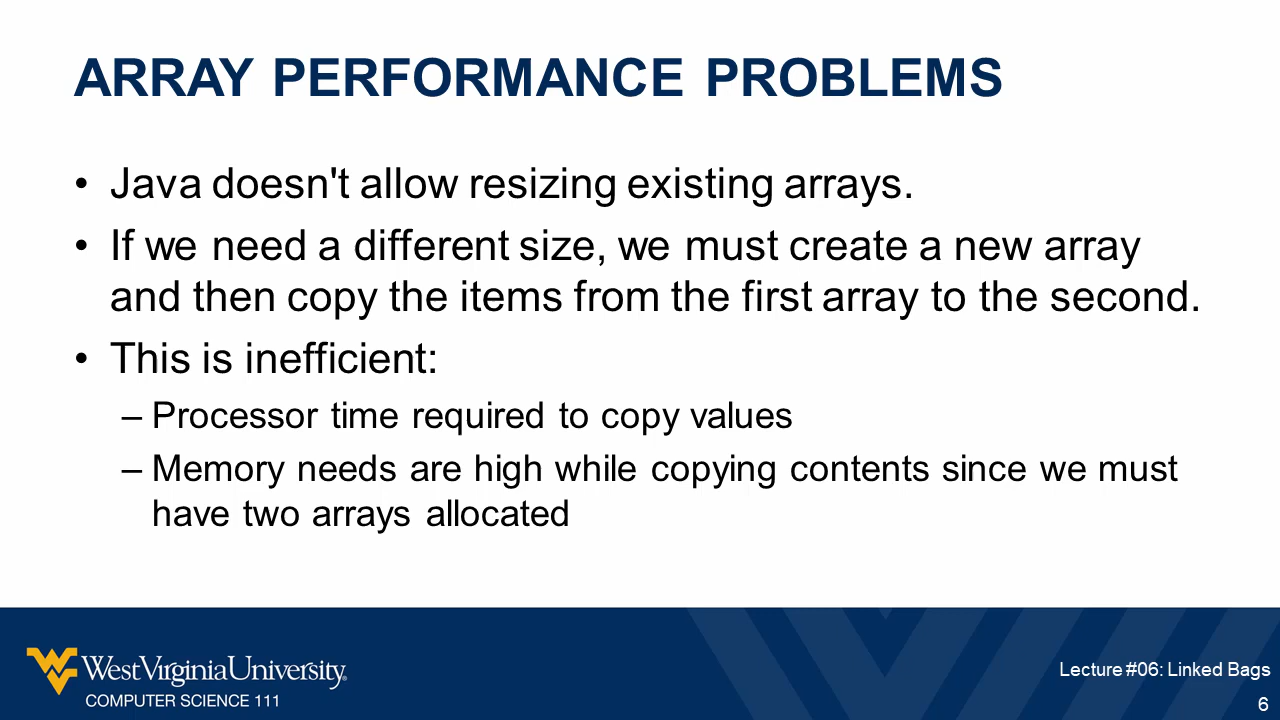 ARRAY PERFORMANCE PROBLEMS
• Java doesn't allow resizing existing arrays.
• If we need a different size, we must create a new array
and then copy the items from the first array to the second.
• This is inefficient:
– Processor time required to copy values
– Memory needs are high while copying contents since we must
have two arrays allocated
WestVirginiaUniversity.
COMPUTER SCIENCE 111
Lecture #06: Linked Bags
6